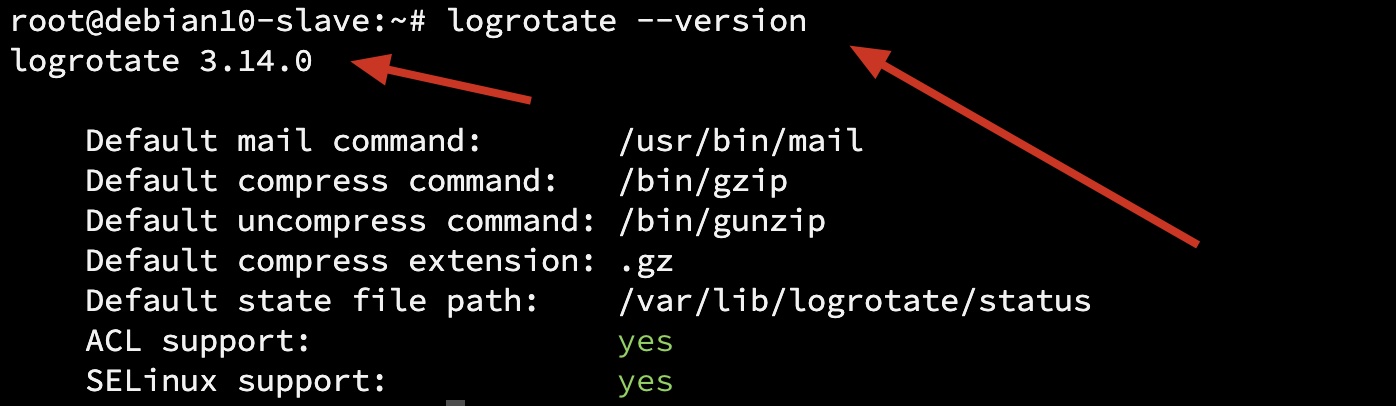 root@debian10-slave:~# logrotate --version
logrotate 3.14.0
Default mail command: /usr/bin/mail
Default compress command: /bin/gzip
Default uncompress command: /bin/gunzip
Default compress extension: .gz
Default state file path: /var/lib/logrotate/status
ACL support: yes
SELinux support: yes